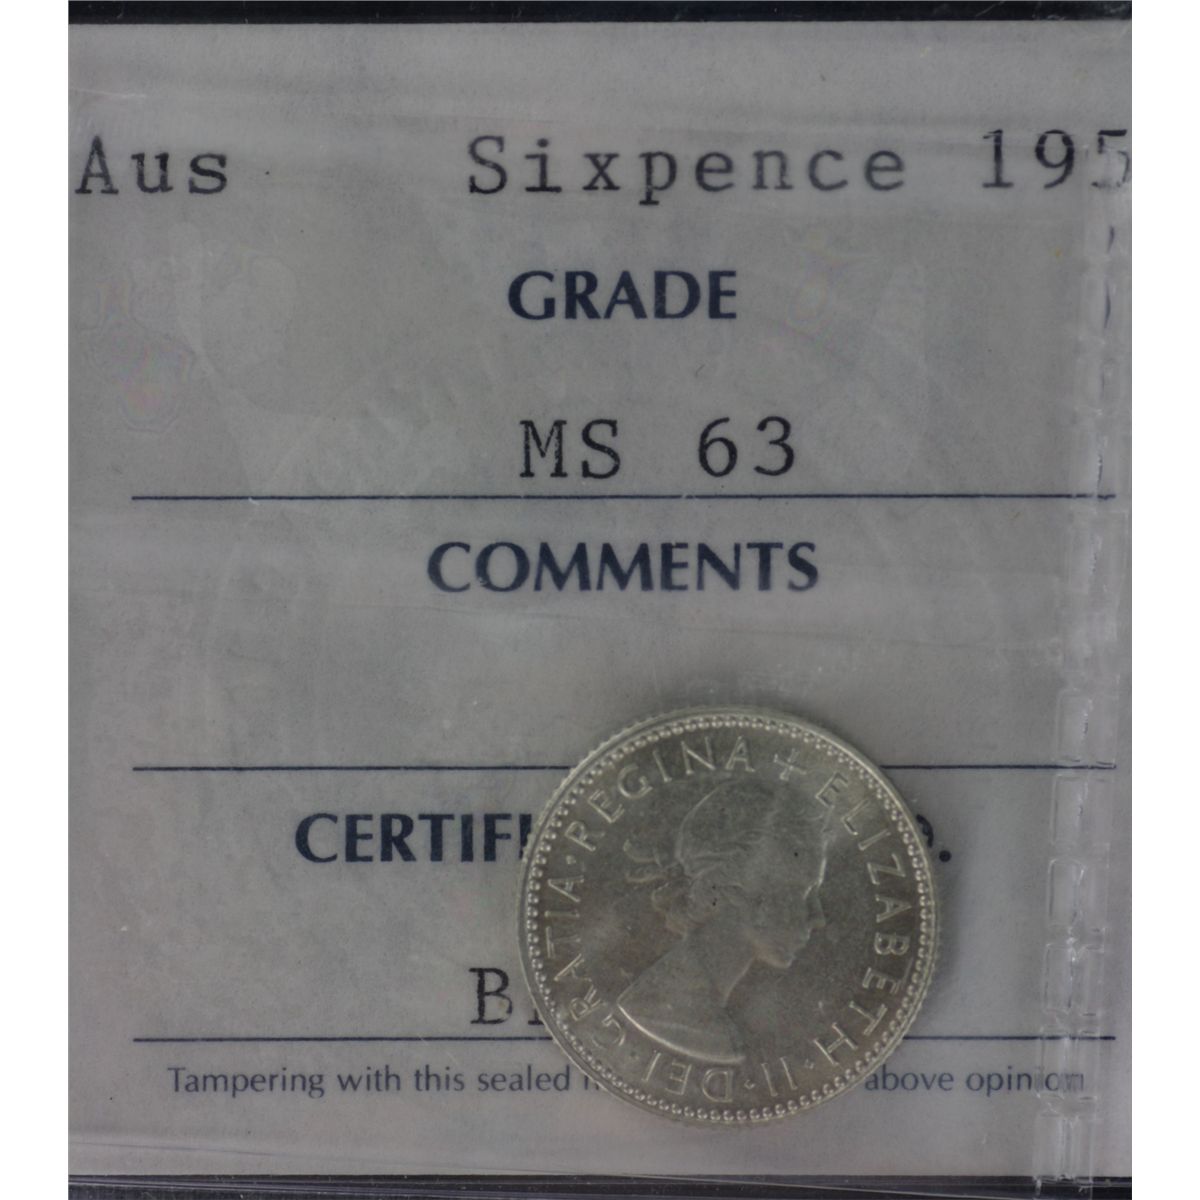 Aus Sixpence 195
GRADE
MS 63
COMMENTS
CERTIFI
Tampering with this sealed above opinion
ELIZABETH·II·DEI·GRATIA·REGINA